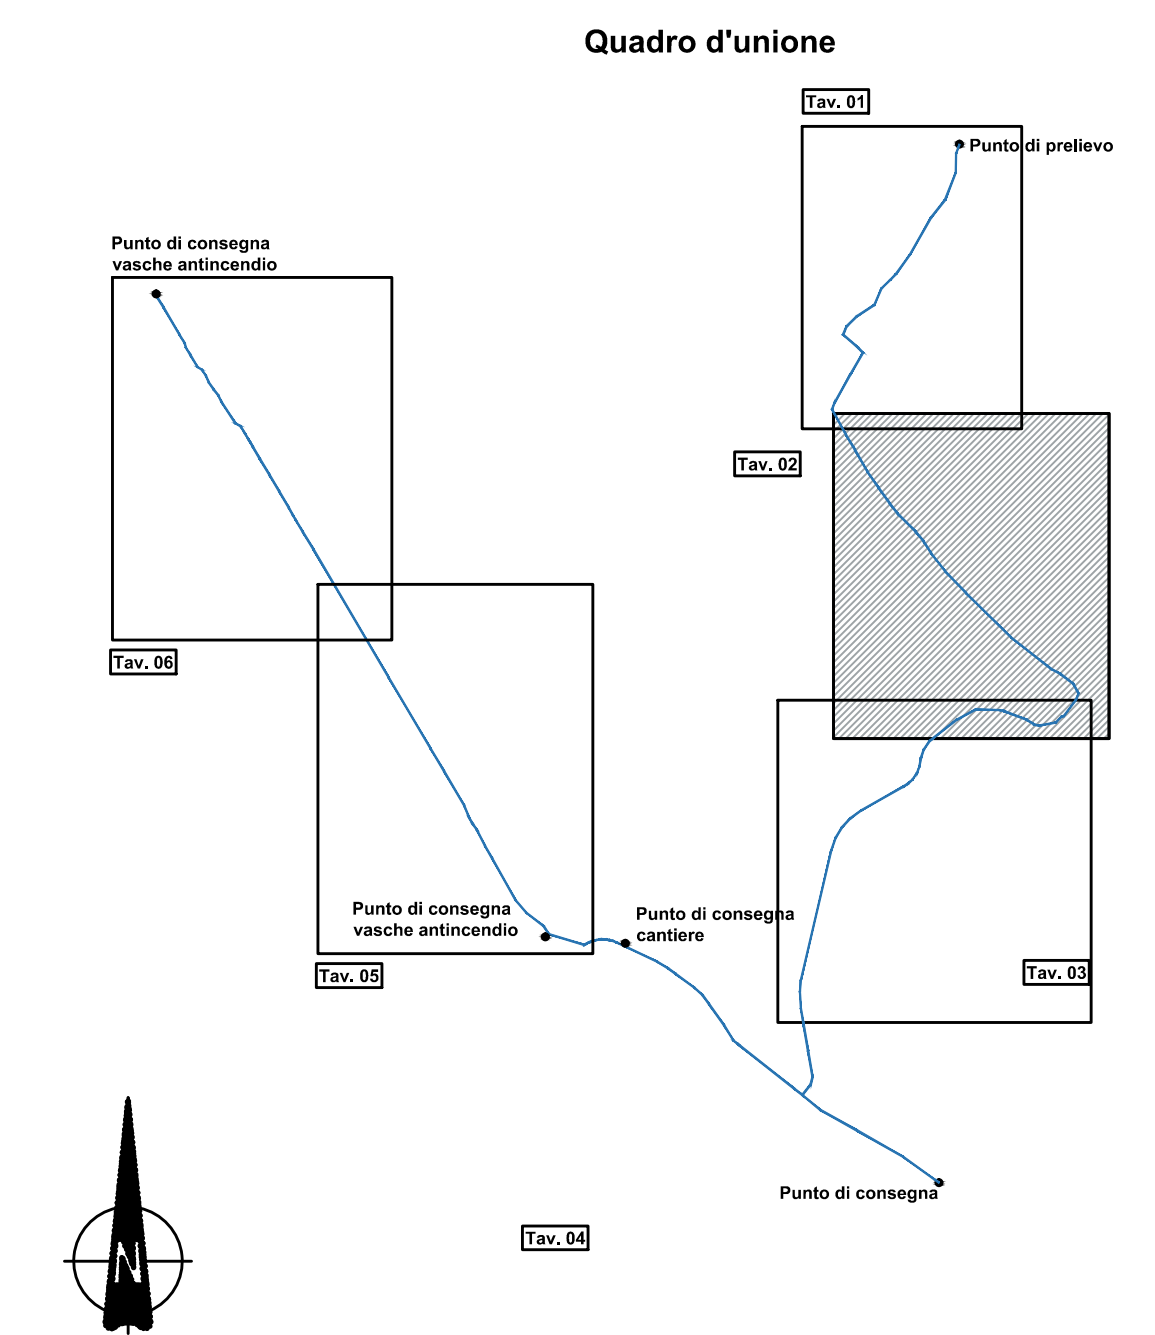 Quadro d'unione
Tav. 01
Punto di prelievo
Punto di consegna
vasche antincendio
Tav. 02
Tav. 06
Punto di consegna
vasche antincendio
Punto di consegna
cantiere
Tav. 05
Tav. 03
Punto di consegna
Tav. 04
N